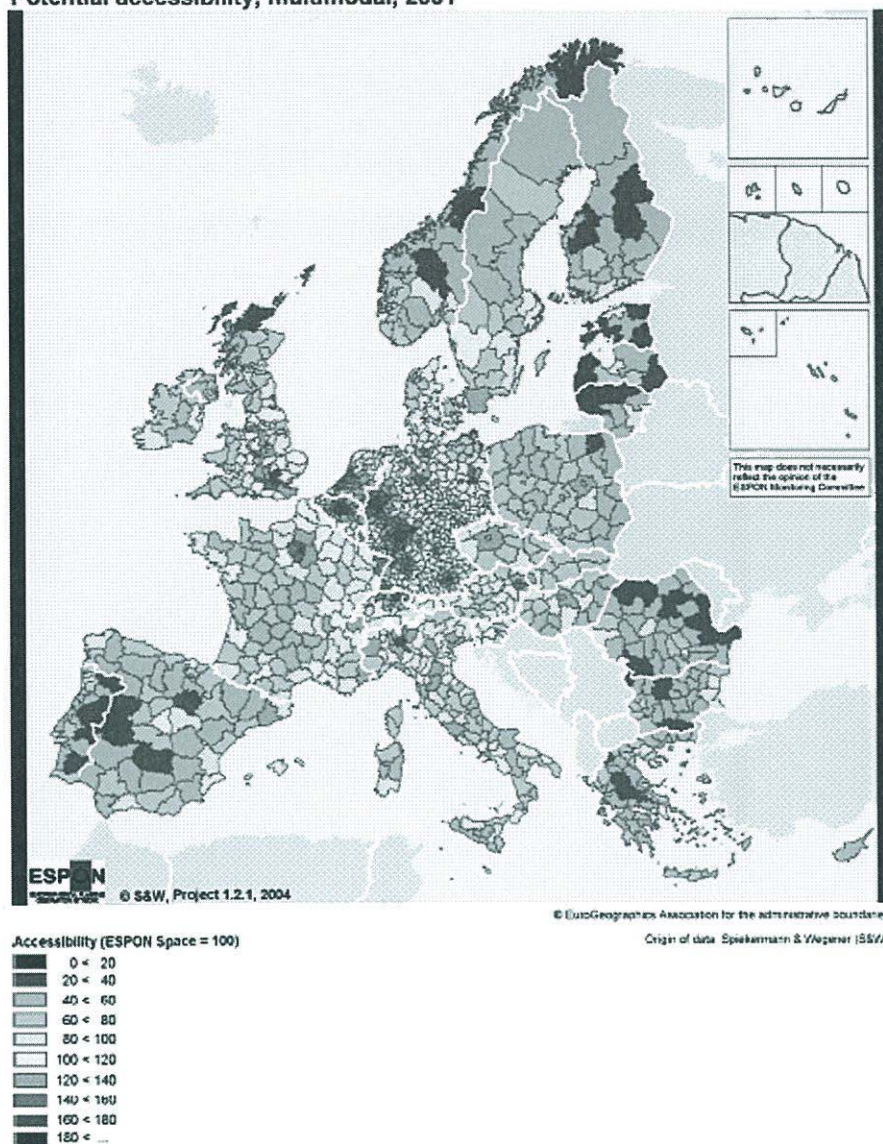 Potential accessibility, multimodal, 2001
This map does not necessarily
reflect the opinion of the
ESPON Monitoring Committee
ESPON
© S&W, Project 1.2.1, 2004
© EuroGeographics Association for the administrative boundarie
Origin of data: Spiekermann & Wegener (S&W
Accessibility (ESPON Space = 100)
0 < 20
20 < 40
40 < 60
60 < 80
80 < 100
100 < 120
120 < 140
140 < 160
160 < 180
180 < ...